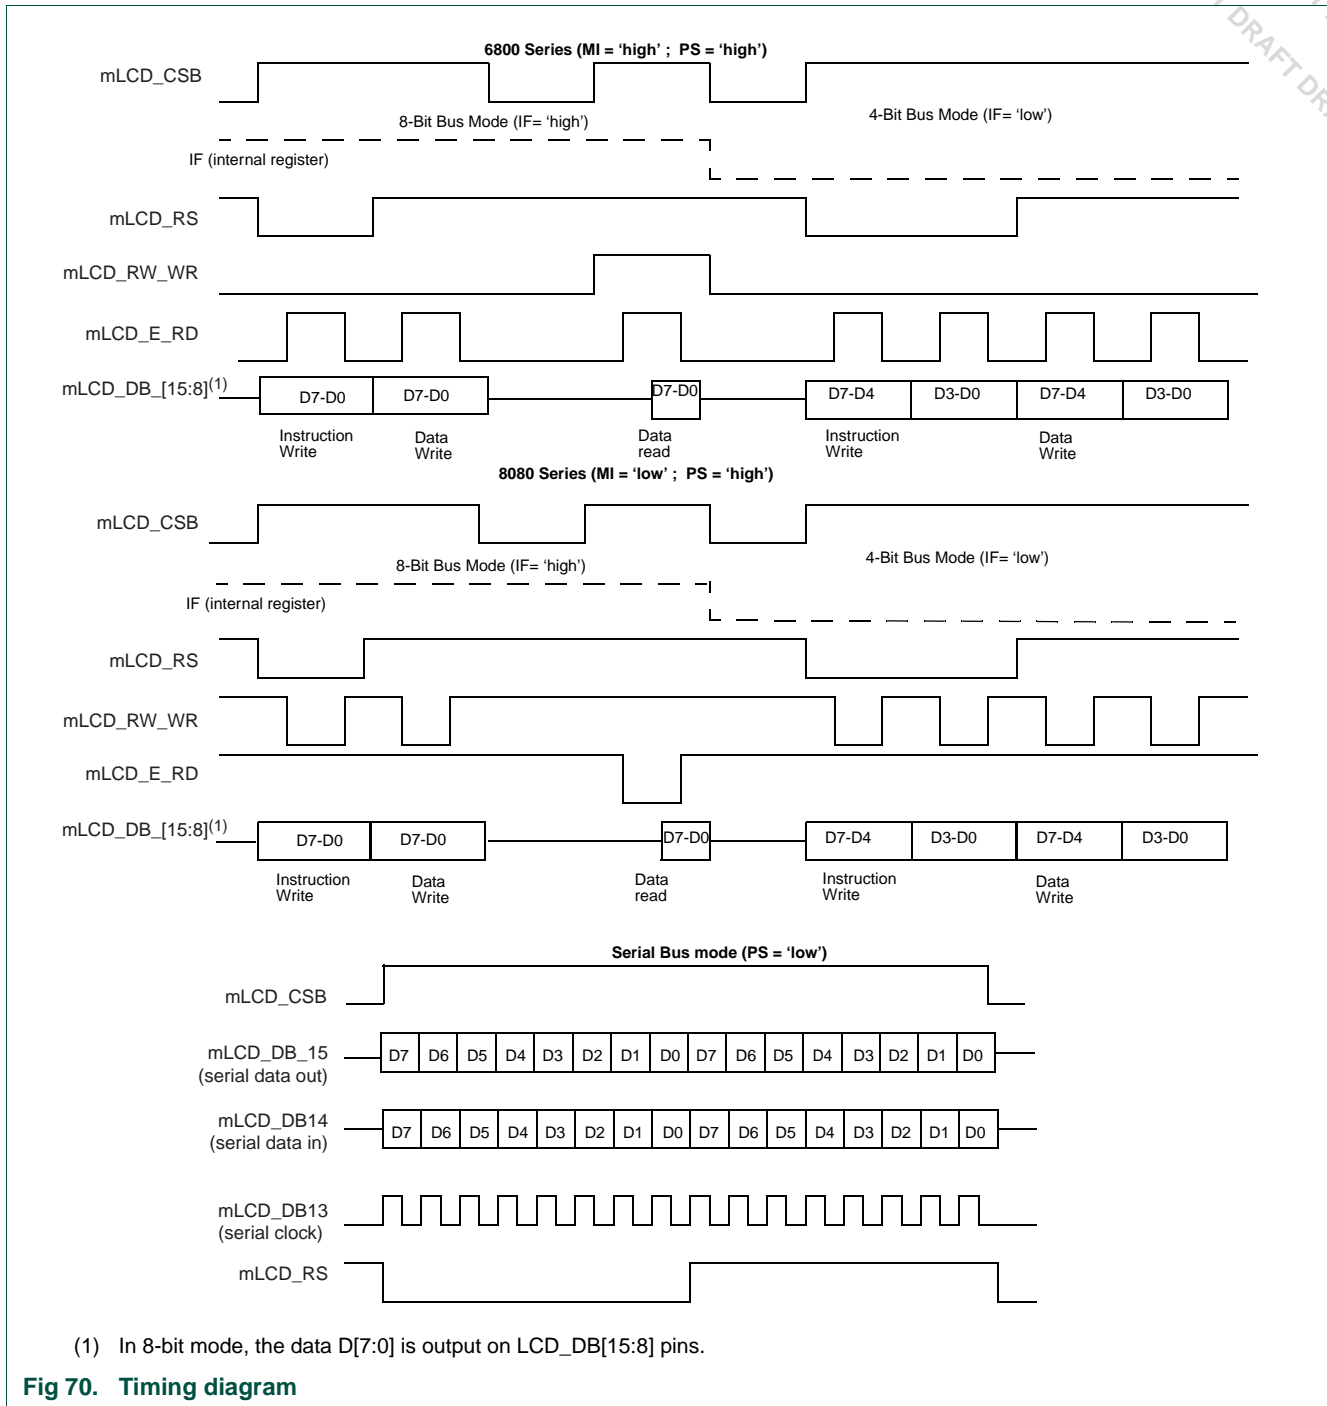 DRAFT DR
6800 Series (MI = ‘high’ ; PS = ‘high’)
mLCD_CSB
8-Bit Bus Mode (IF= ‘high’)
4-Bit Bus Mode (IF= ‘low’)
IF (internal register)
mLCD_RS
mLCD_RW_WR
mLCD_E_RD
mLCD_DB_[15:8](1)
D7-D0 D7-D0 D7-D0 D7-D4 D3-D0 D7-D4 D3-D0
Instruction Write
Data Write
Data read
Instruction Write
Data Write
8080 Series (MI = ‘low’ ; PS = ‘high’)
mLCD_CSB
8-Bit Bus Mode (IF= ‘high’)
4-Bit Bus Mode (IF= ‘low’)
IF (internal register)
mLCD_RS
mLCD_RW_WR
mLCD_E_RD
mLCD_DB_[15:8](1)
D7-D0 D7-D0 D7-D0 D7-D4 D3-D0 D7-D4 D3-D0
Instruction Write
Data Write
Data read
Instruction Write
Data Write
Serial Bus mode (PS = ‘low’)
mLCD_CSB
mLCD_DB_15
(serial data out)
D7 D6 D5 D4 D3 D2 D1 D0 D7 D6 D5 D4 D3 D2 D1 D0
mLCD_DB14
(serial data in)
D7 D6 D5 D4 D3 D2 D1 D0 D7 D6 D5 D4 D3 D2 D1 D0
mLCD_DB13
(serial clock)
mLCD_RS
(1) In 8-bit mode, the data D[7:0] is output on LCD_DB[15:8] pins.
Fig 70. Timing diagram